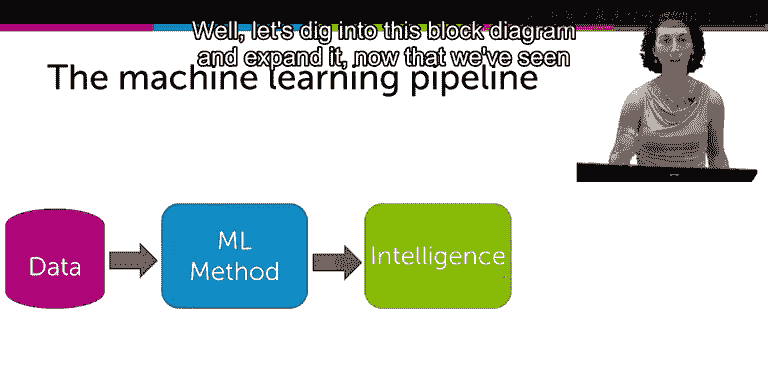 Well, let's dig into this block diagram
and expand it, now that we've seen
The machine learning pipeline
Data
ML
Method
Intelligence